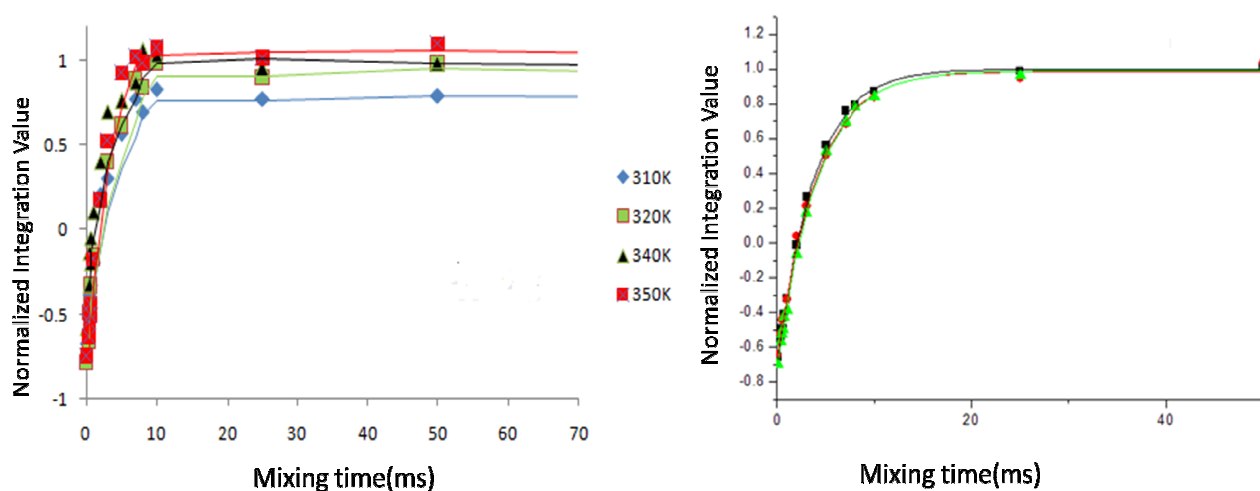 Normalized Integration Value
1
0.5
0
-0.5
-1
0 10 20 30 40 50 60 70
Mixing time(ms)
310K
320K
340K
350K
Normalized Integration Value
1.2
1.0
0.8
0.6
0.4
0.2
0.0
-0.2
-0.4
-0.6
-0.8
0 20 40
Mixing time(ms)